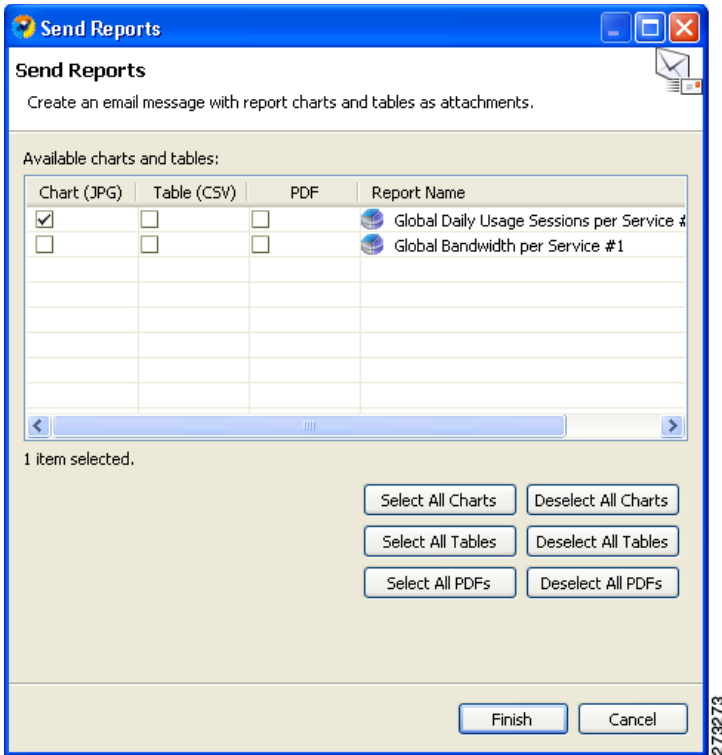 Send Reports
Send Reports
Create an email message with report charts and tables as attachments.
Available charts and tables:
Chart (JPG) Table (CSV) PDF Report Name
Global Daily Usage Sessions per Service #
Global Bandwidth per Service #1
1 item selected.
Select All Charts Deselect All Charts
Select All Tables Deselect All Tables
Select All PDFs Deselect All PDFs
Finish Cancel
273273